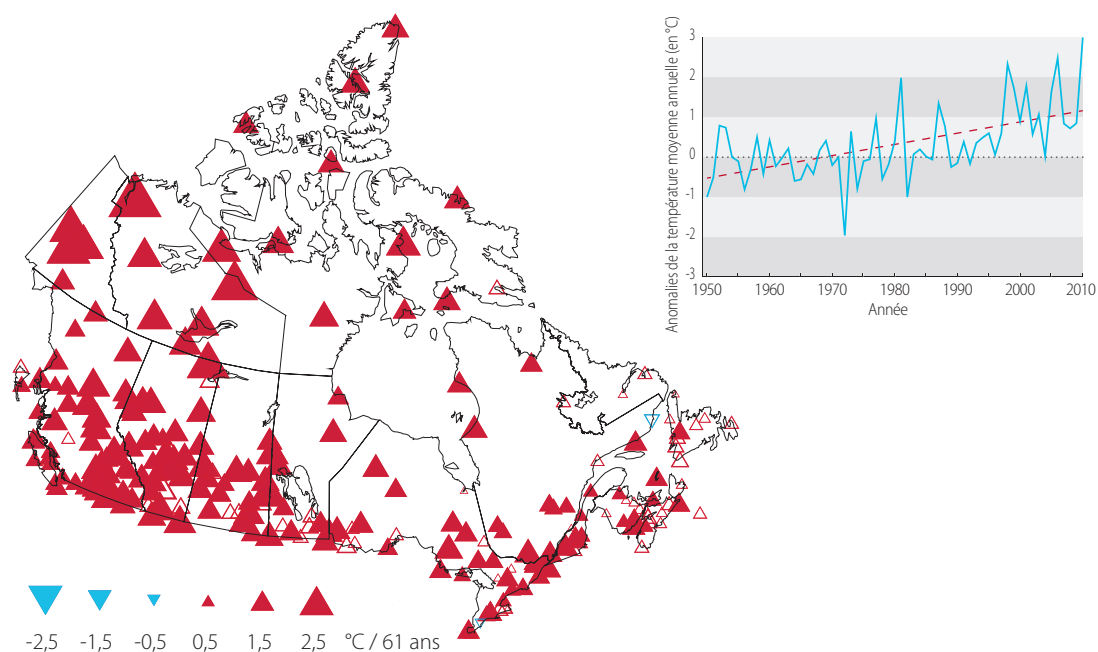 Anomalies de la température moyenne annuelle (en °C)
3
2
1
0
-1
-2
-3
1950 1960 1970 1980 1990 2000 2010
Année
-2,5 -1,5 -0,5 0,5 1,5 2,5 °C / 61 ans